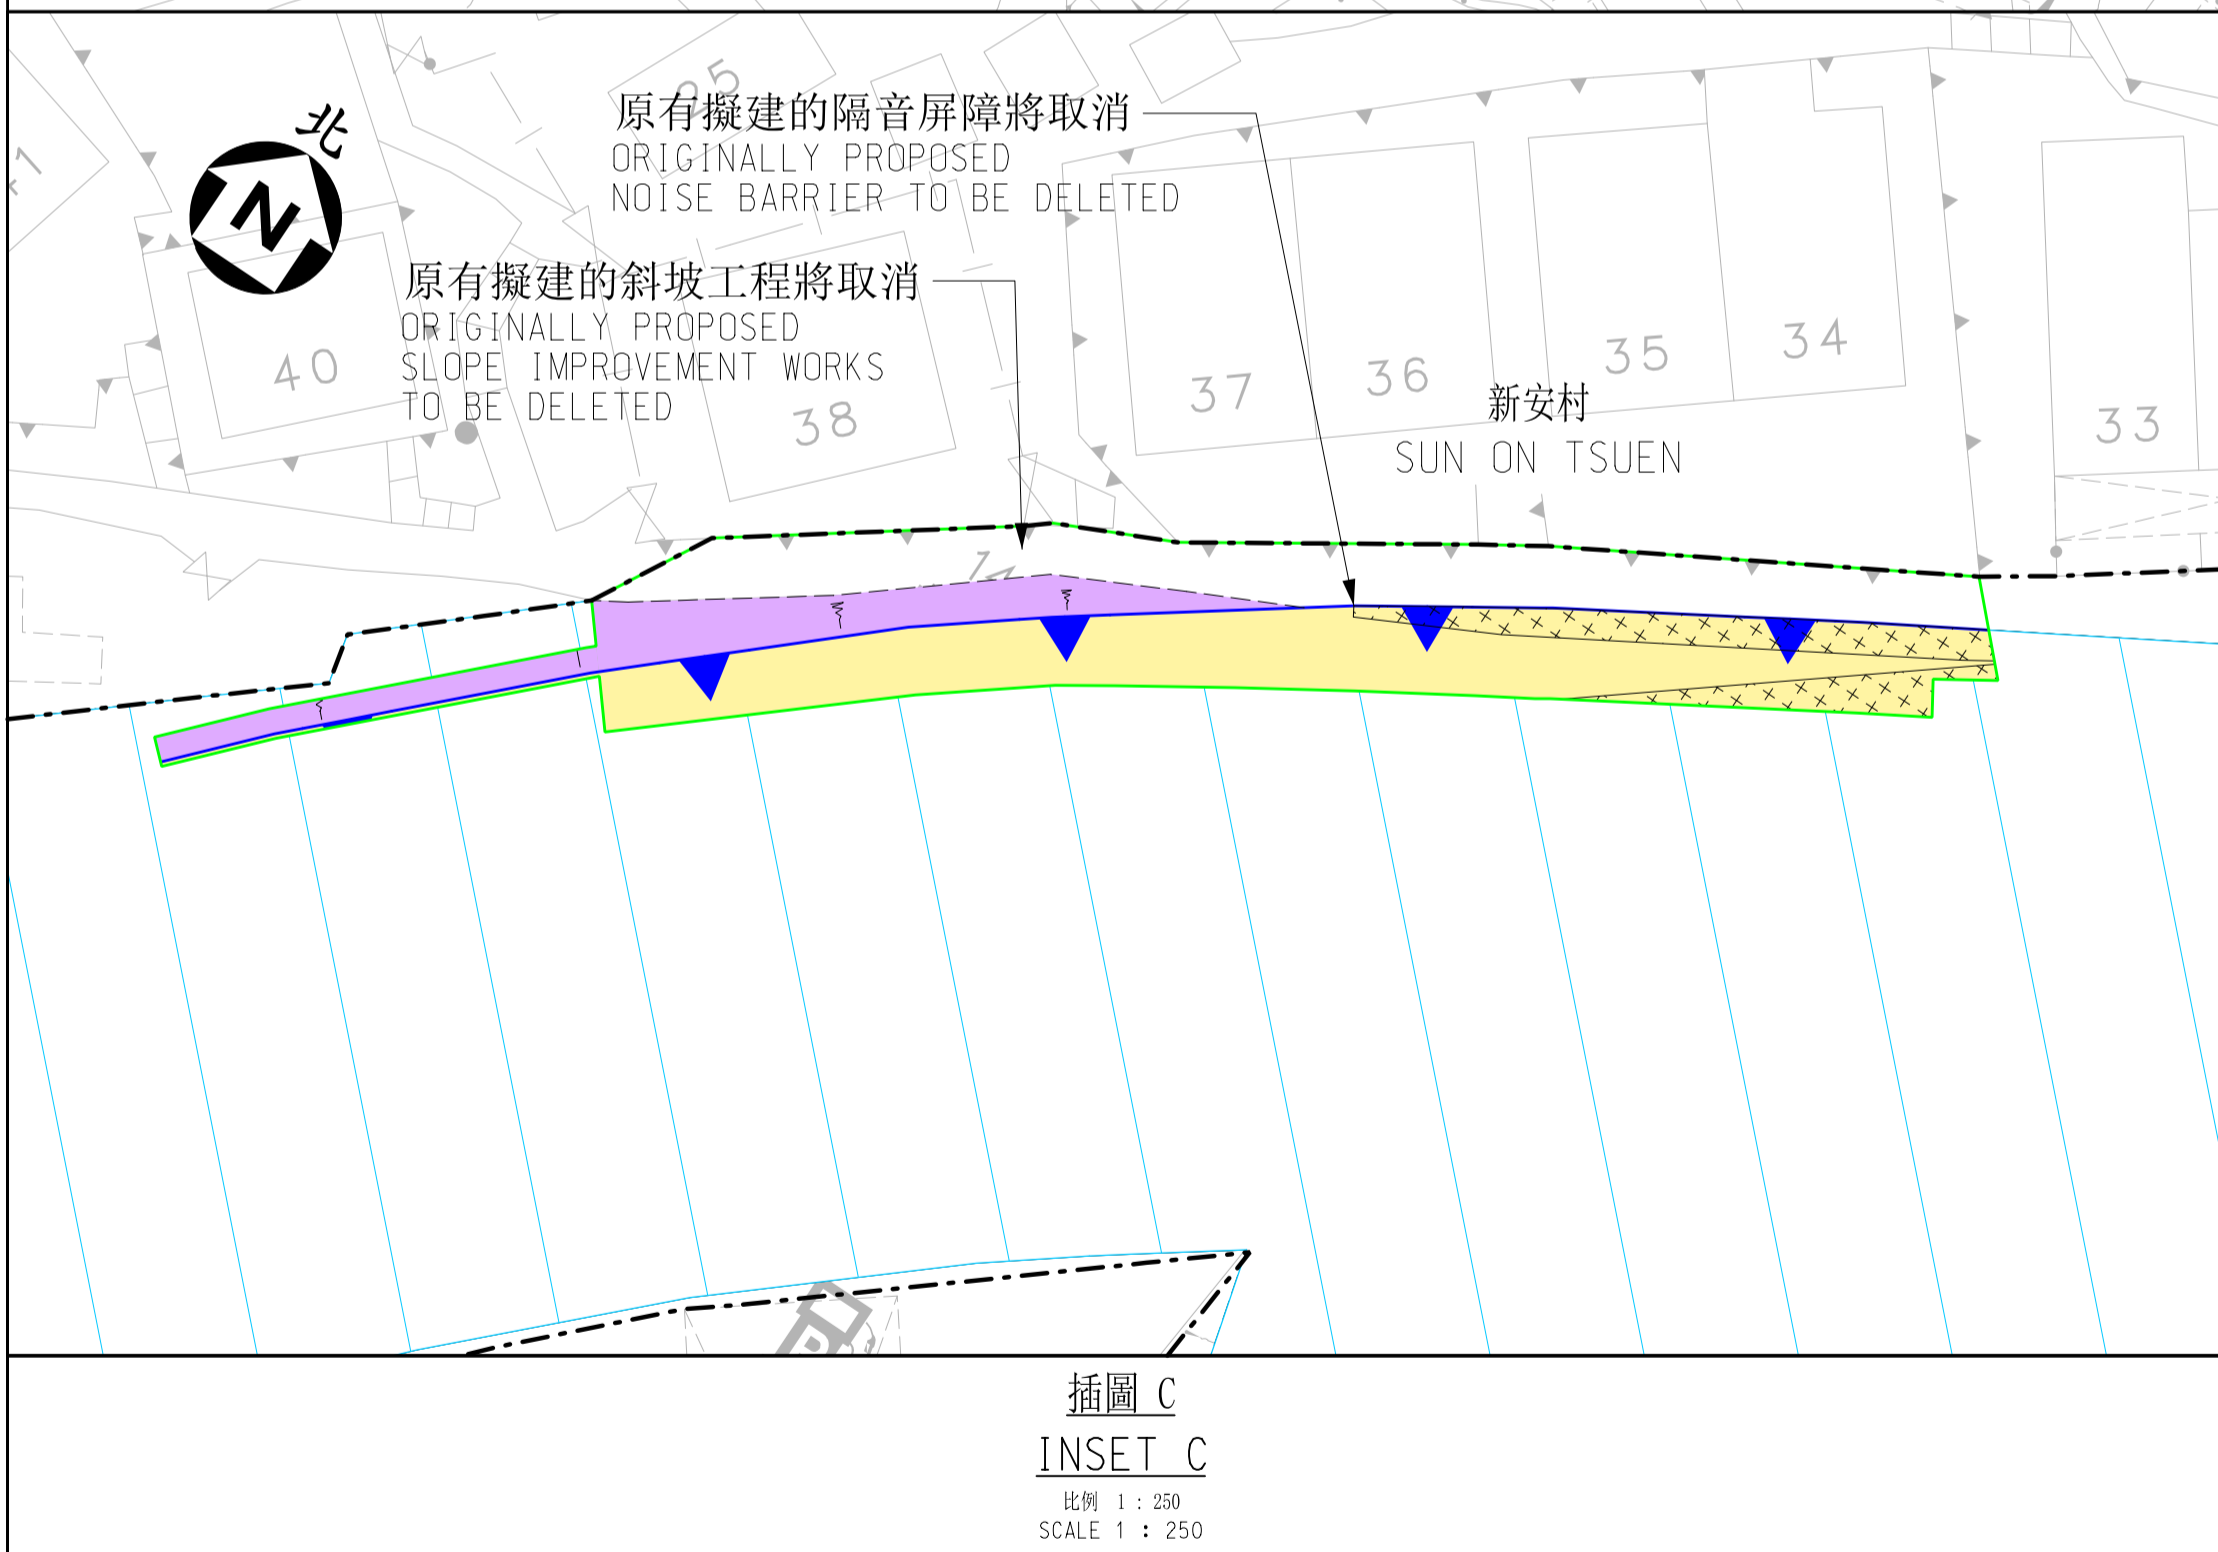 北
N
25
原有擬建的隔音屏障將取消
ORIGINALLY PROPOSED
NOISE BARRIER TO BE DELETED
原有擬建的斜坡工程將取消
ORIGINALLY PROPOSED
SLOPE IMPROVEMENT WORKS
TO BE DELETED
40
38
37
36
35
34
33
新安村
SUN ON TSUEN
插圖 C
INSET C
比例 1 : 250
SCALE 1 : 250